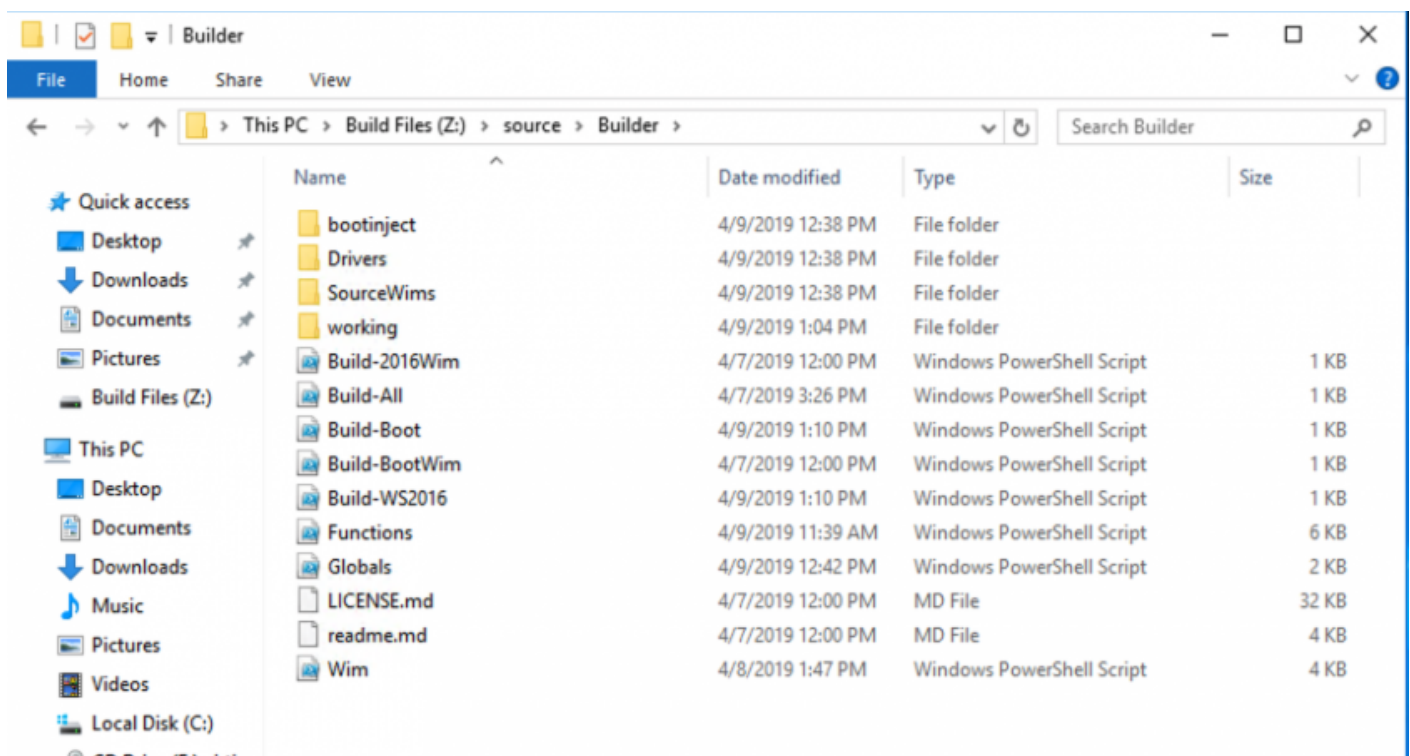 Builder
File Home Share View
This PC > Build Files (Z:) > source > Builder > Search Builder
Name Date modified Type Size
Quick access
Desktop
Downloads
Documents
Pictures
Build Files (Z:)
This PC
Desktop
Documents
Downloads
Music
Pictures
Videos
Local Disk (C:)
bootinject 4/9/2019 12:38 PM File folder
Drivers 4/9/2019 12:38 PM File folder
SourceWims 4/9/2019 12:38 PM File folder
working 4/9/2019 1:04 PM File folder
Build-2016Wim 4/7/2019 12:00 PM Windows PowerShell Script 1 KB
Build-All 4/7/2019 3:26 PM Windows PowerShell Script 1 KB
Build-Boot 4/9/2019 1:10 PM Windows PowerShell Script 1 KB
Build-BootWim 4/7/2019 12:00 PM Windows PowerShell Script 1 KB
Build-WS2016 4/9/2019 1:10 PM Windows PowerShell Script 1 KB
Functions 4/9/2019 11:39 AM Windows PowerShell Script 6 KB
Globals 4/9/2019 12:42 PM Windows PowerShell Script 2 KB
LICENSE.md 4/7/2019 12:00 PM MD File 32 KB
readme.md 4/7/2019 12:00 PM MD File 4 KB
Wim 4/8/2019 1:47 PM Windows PowerShell Script 4 KB